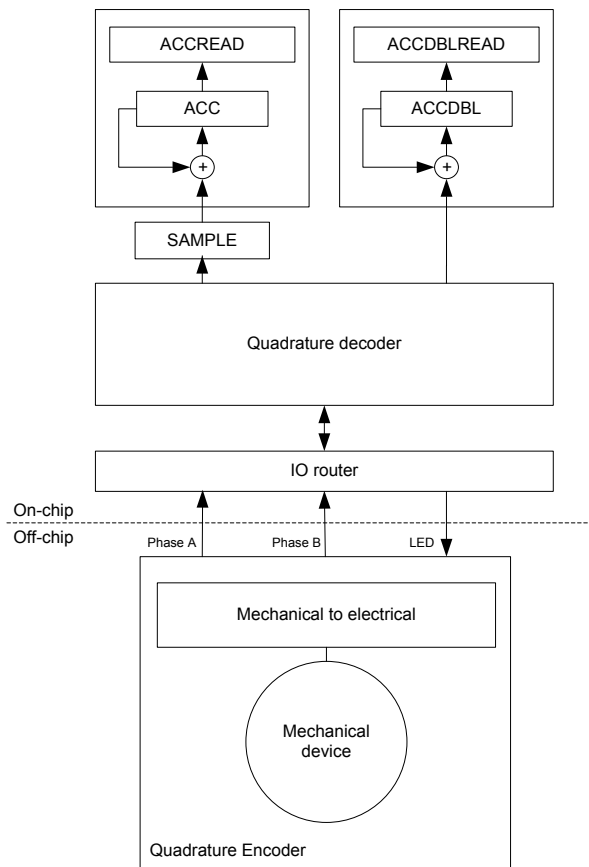 ACCREAD
ACCDBLREAD
ACC
ACCDBL
+
+
SAMPLE
Quadrature decoder
IO router
On-chip
Off-chip
Phase A
Phase B
LED
Mechanical to electrical
Mechanical
device
Quadrature Encoder